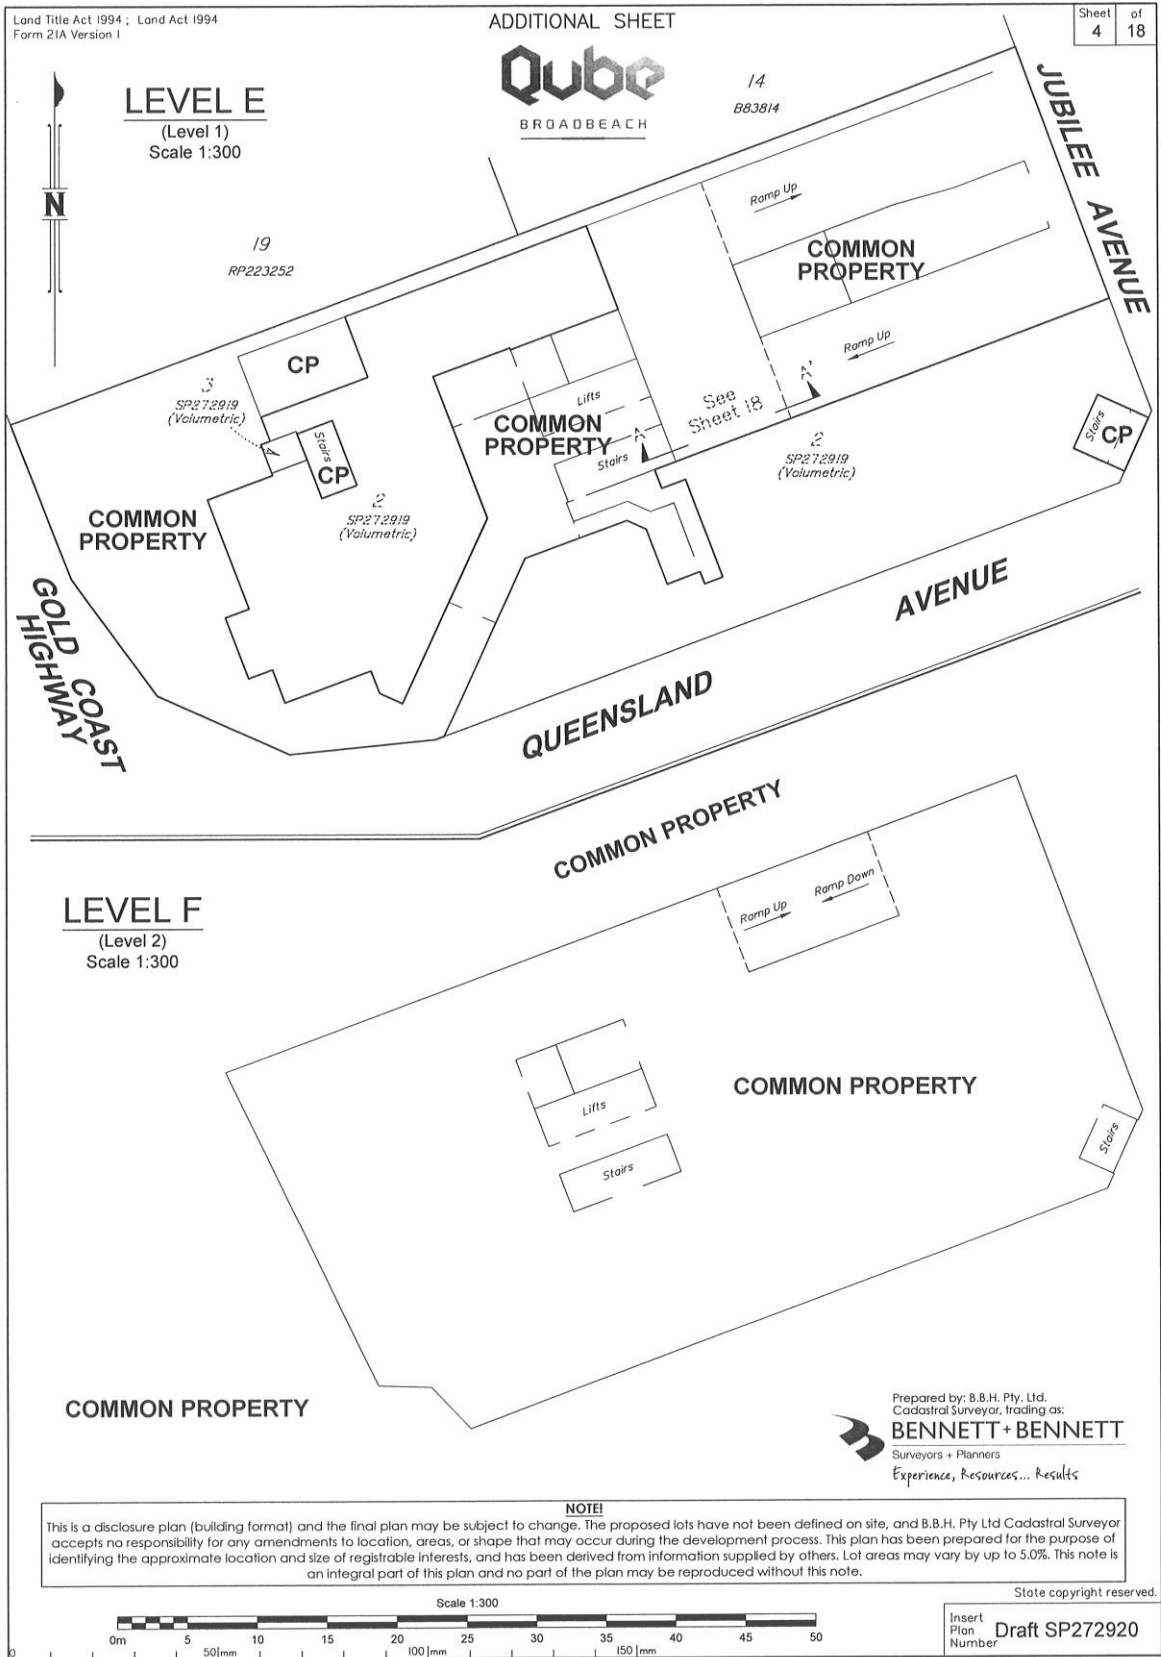 Land Title Act 1994 ; Land Act 1994
Form 21A Version 1
ADDITIONAL SHEET
Sheet of
4 18
Qube
BROADBEACH
LEVEL E
(Level 1)
Scale 1:300
N
14
B83814
JUBILEE AVENUE
19
RP223252
Ramp Up
COMMON
PROPERTY
Ramp Up
CP
3
SP272919
(Volumetric)
Lifts
COMMON
PROPERTY
See
Sheet 18
A
A'
Stairs
Stairs
CP
A
2
SP272919
(Volumetric)
2
SP272919
(Volumetric)
Stairs
CP
COMMON
PROPERTY
GOLD COAST
HIGHWAY
QUEENSLAND AVENUE
COMMON PROPERTY
LEVEL F
(Level 2)
Scale 1:300
Ramp Up
Ramp Down
COMMON PROPERTY
Lifts
Stairs
Stairs
COMMON PROPERTY
Prepared by: B.B.H. Pty. Ltd.
Cadastral Surveyor, trading as:
BENNETT + BENNETT
Surveyors + Planners
Experience, Resources... Results
NOTE!
This is a disclosure plan (building format) and the final plan may be subject to change. The proposed lots have not been defined on site, and B.B.H. Pty Ltd Cadastral Surveyor
accepts no responsibility for any amendments to location, areas, or shape that may occur during the development process. This plan has been prepared for the purpose of
identifying the approximate location and size of registrable interests, and has been derived from information supplied by others. Lot areas may vary by up to 5.0%. This note is
an integral part of this plan and no part of the plan may be reproduced without this note.
State copyright reserved.
Scale 1:300
0m 5 10 15 20 25 30 35 40 45 50
0 50mm 100mm 150mm
Insert
Plan
Number
Draft SP272920